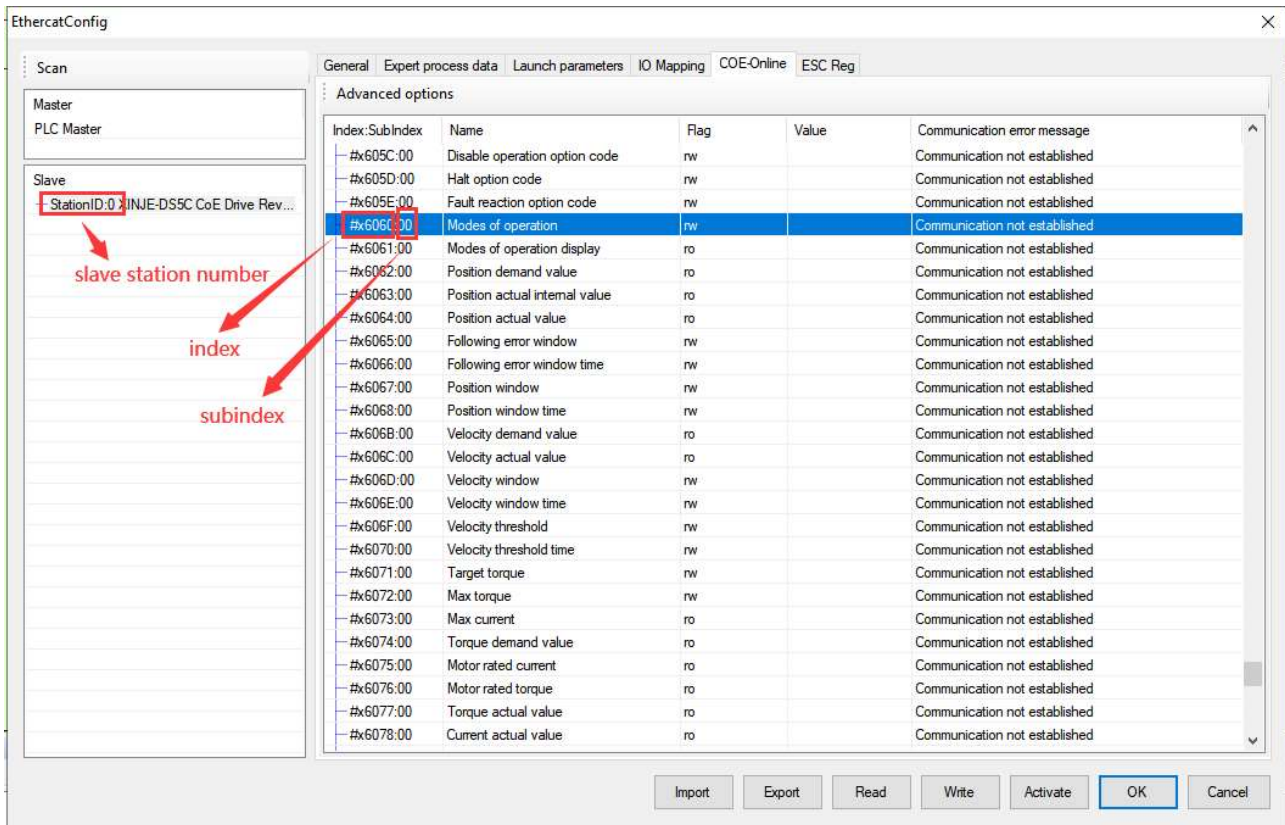 EthercatConfig
Scan
Master
PLC Master
Slave
StationID:0 XINJE-DS5C CoE Drive Rev...
slave station number
index
subindex
General Expert process data Launch parameters IO Mapping COE-Online ESC Reg
Advanced options
Index:SubIndex Name Flag Value Communication error message
#x605C:00 Disable operation option code rw Communication not established
#x605D:00 Halt option code rw Communication not established
#x605E:00 Fault reaction option code rw Communication not established
#x6060:00 Modes of operation rw Communication not established
#x6061:00 Modes of operation display ro Communication not established
#x6062:00 Position demand value ro Communication not established
#x6063:00 Position actual internal value ro Communication not established
#x6064:00 Position actual value ro Communication not established
#x6065:00 Following error window rw Communication not established
#x6066:00 Following error window time rw Communication not established
#x6067:00 Position window rw Communication not established
#x6068:00 Position window time rw Communication not established
#x606B:00 Velocity demand value ro Communication not established
#x606C:00 Velocity actual value ro Communication not established
#x606D:00 Velocity window rw Communication not established
#x606E:00 Velocity window time rw Communication not established
#x606F:00 Velocity threshold rw Communication not established
#x6070:00 Velocity threshold time rw Communication not established
#x6071:00 Target torque rw Communication not established
#x6072:00 Max torque rw Communication not established
#x6073:00 Max current ro Communication not established
#x6074:00 Torque demand value ro Communication not established
#x6075:00 Motor rated current ro Communication not established
#x6076:00 Motor rated torque ro Communication not established
#x6077:00 Torque actual value ro Communication not established
#x6078:00 Current actual value ro Communication not established
Import Export Read Write Activate OK Cancel